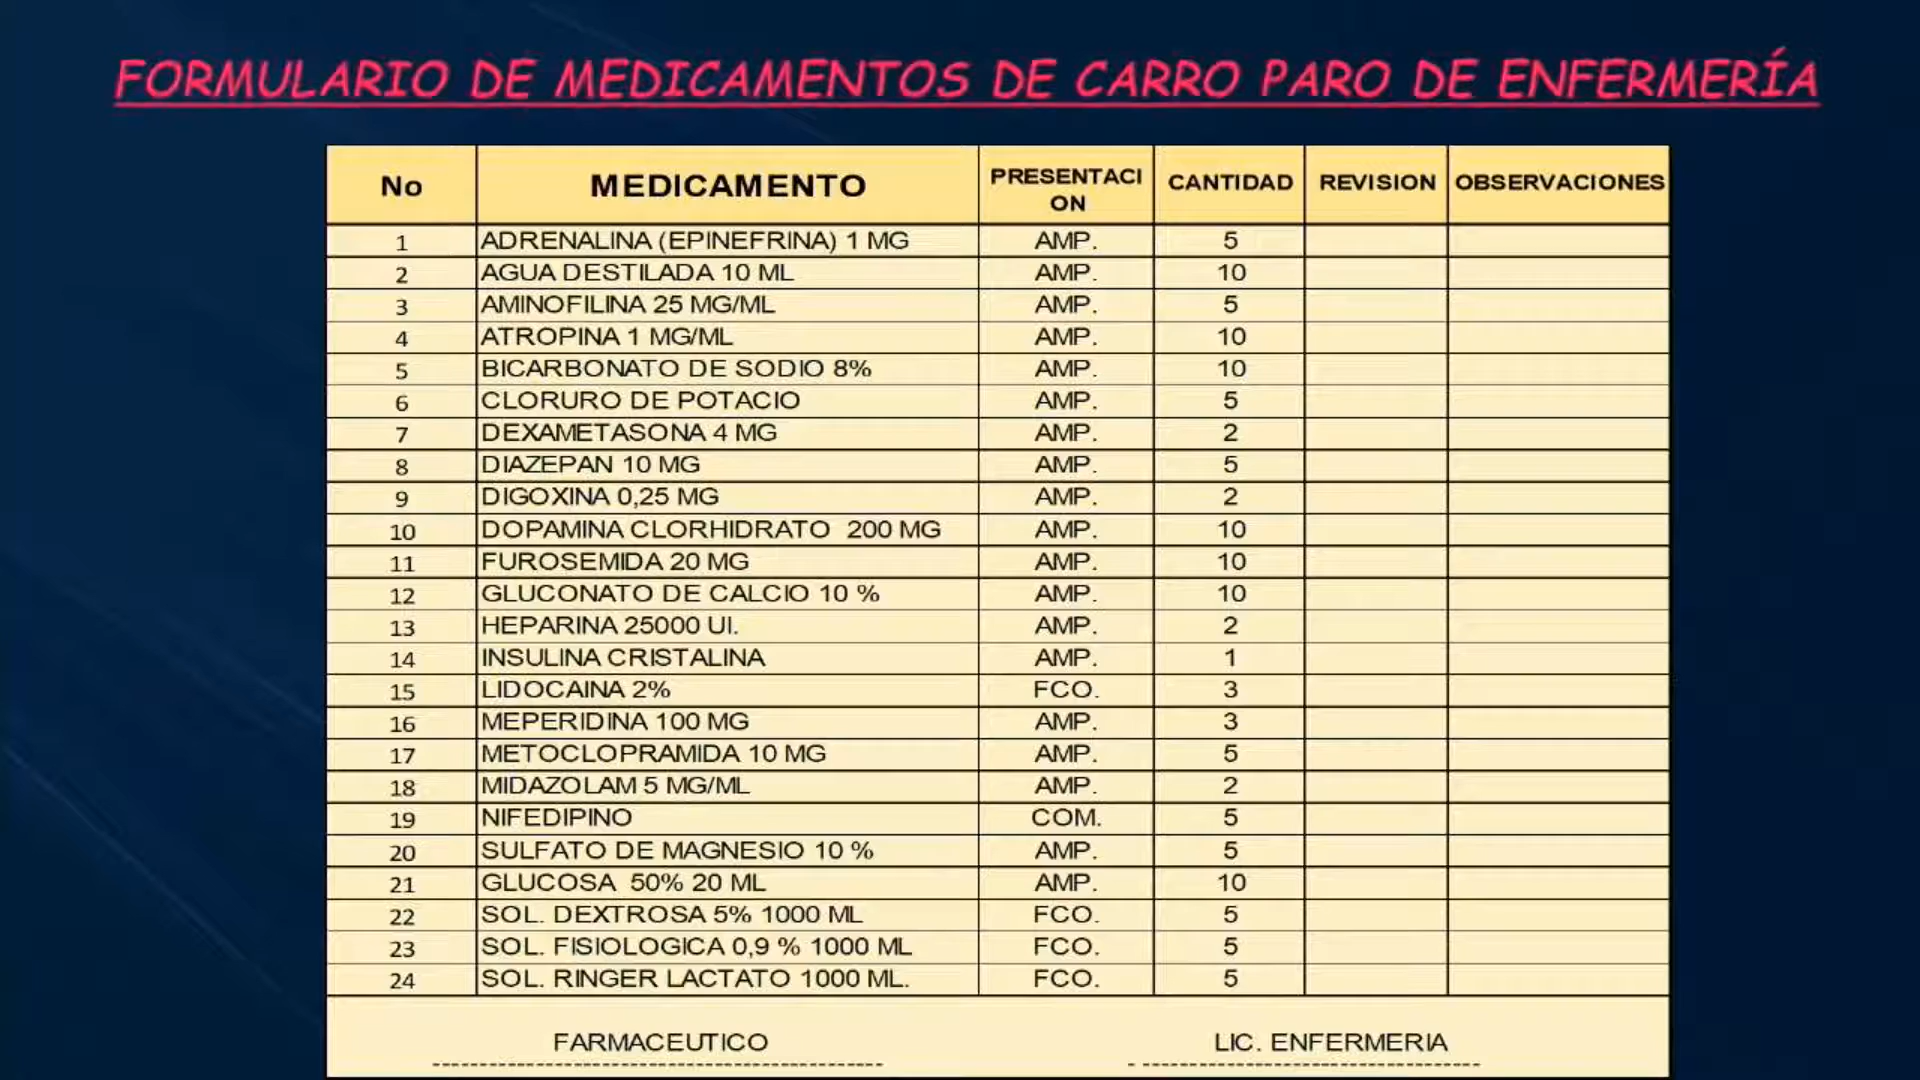 FORMULARIO DE MEDICAMENTOS DE CARRO PARO DE ENFERMERÍA
No MEDICAMENTO PRESENTACI ON CANTIDAD REVISION OBSERVACIONES
1 ADRENALINA (EPINEFRINA) 1 MG AMP. 5
2 AGUA DESTILADA 10 ML AMP. 10
3 AMINOFILINA 25 MG/ML AMP. 5
4 ATROPINA 1 MG/ML AMP. 10
5 BICARBONATO DE SODIO 8% AMP. 10
6 CLORURO DE POTACIO AMP. 5
7 DEXAMETASONA 4 MG AMP. 2
8 DIAZEPAN 10 MG AMP. 5
9 DIGOXINA 0,25 MG AMP. 2
10 DOPAMINA CLORHIDRATO 200 MG AMP. 10
11 FUROSEMIDA 20 MG AMP. 10
12 GLUCONATO DE CALCIO 10 % AMP. 10
13 HEPARINA 25000 UI. AMP. 2
14 INSULINA CRISTALINA AMP. 1
15 LIDOCAINA 2% FCO. 3
16 MEPERIDINA 100 MG AMP. 3
17 METOCLOPRAMIDA 10 MG AMP. 5
18 MIDAZOLAM 5 MG/ML AMP. 2
19 NIFEDIPINO COM. 5
20 SULFATO DE MAGNESIO 10 % AMP. 5
21 GLUCOSA 50% 20 ML AMP. 10
22 SOL. DEXTROSA 5% 1000 ML FCO. 5
23 SOL. FISIOLOGICA 0,9 % 1000 ML FCO. 5
24 SOL. RINGER LACTATO 1000 ML. FCO. 5
FARMACEUTICO LIC. ENFERMERIA